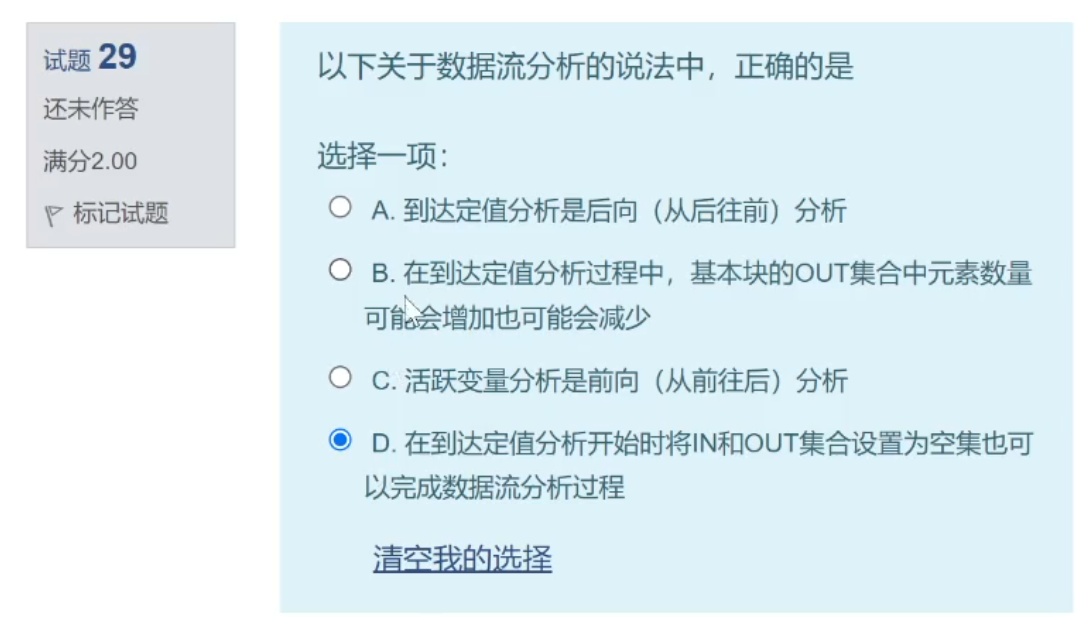 试题 29
还未作答
满分2.00
标记试题
以下关于数据流分析的说法中，正确的是
选择一项：
A. 到达定值分析是后向（从后往前）分析
B. 在到达定值分析过程中，基本块的OUT集合中元素数量
可能会增加也可能会减少
C. 活跃变量分析是前向（从前往后）分析
D. 在到达定值分析开始时将IN和OUT集合设置为空集也可
以完成数据流分析过程
清空我的选择